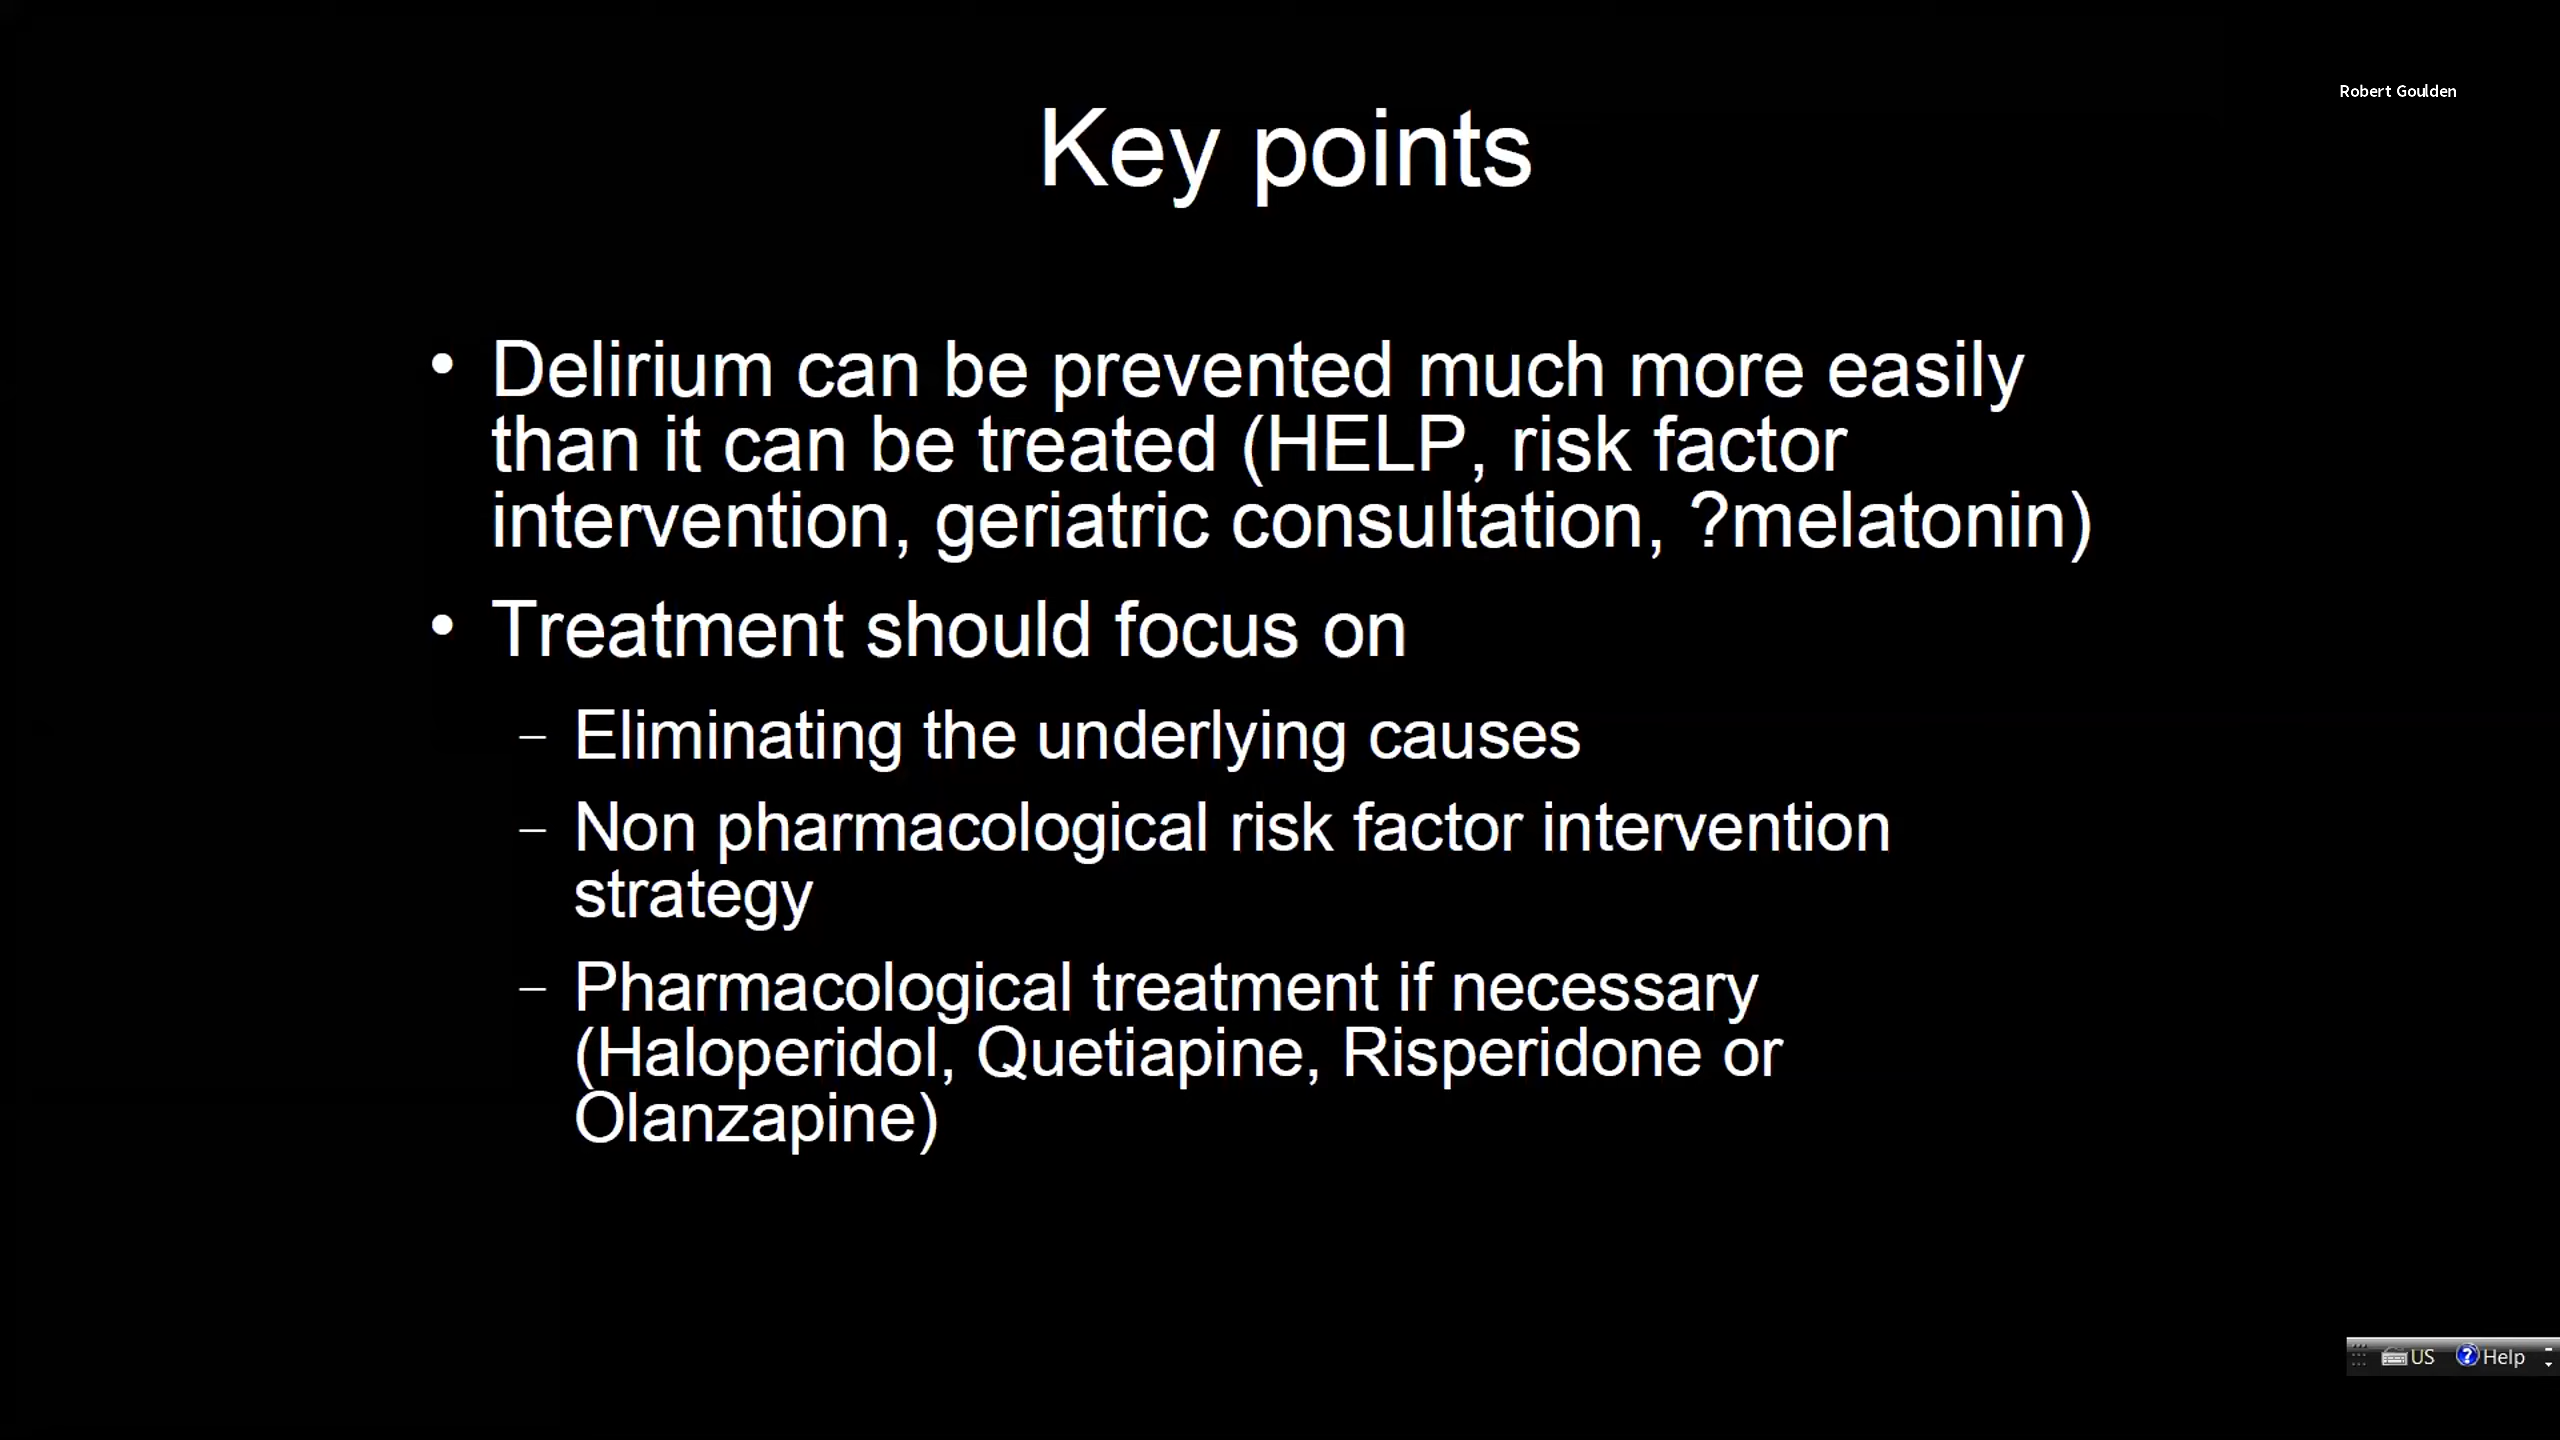 Robert Goulden
Key points
• Delirium can be prevented much more easily
than it can be treated (HELP, risk factor
intervention, geriatric consultation, ?melatonin)
• Treatment should focus on
– Eliminating the underlying causes
– Non pharmacological risk factor intervention
strategy
– Pharmacological treatment if necessary
(Haloperidol, Quetiapine, Risperidone or
Olanzapine)
US Help